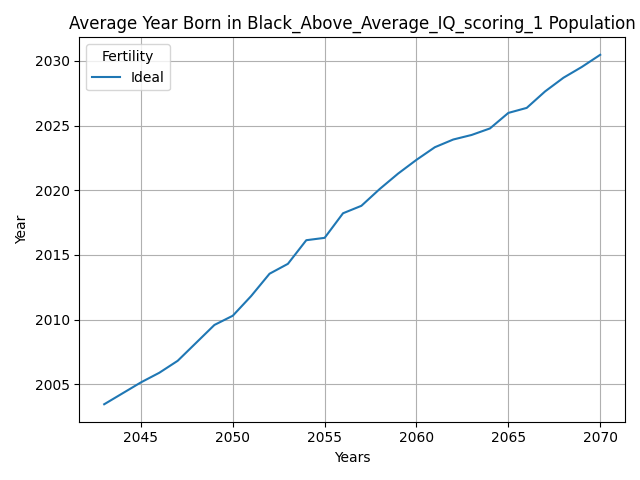 Average Year Born in Black_Above_Average_IQ_scoring_1 Population
Fertility
Ideal
Year
2030
2025
2020
2015
2010
2005
2045 2050 2055 2060 2065 2070
Years